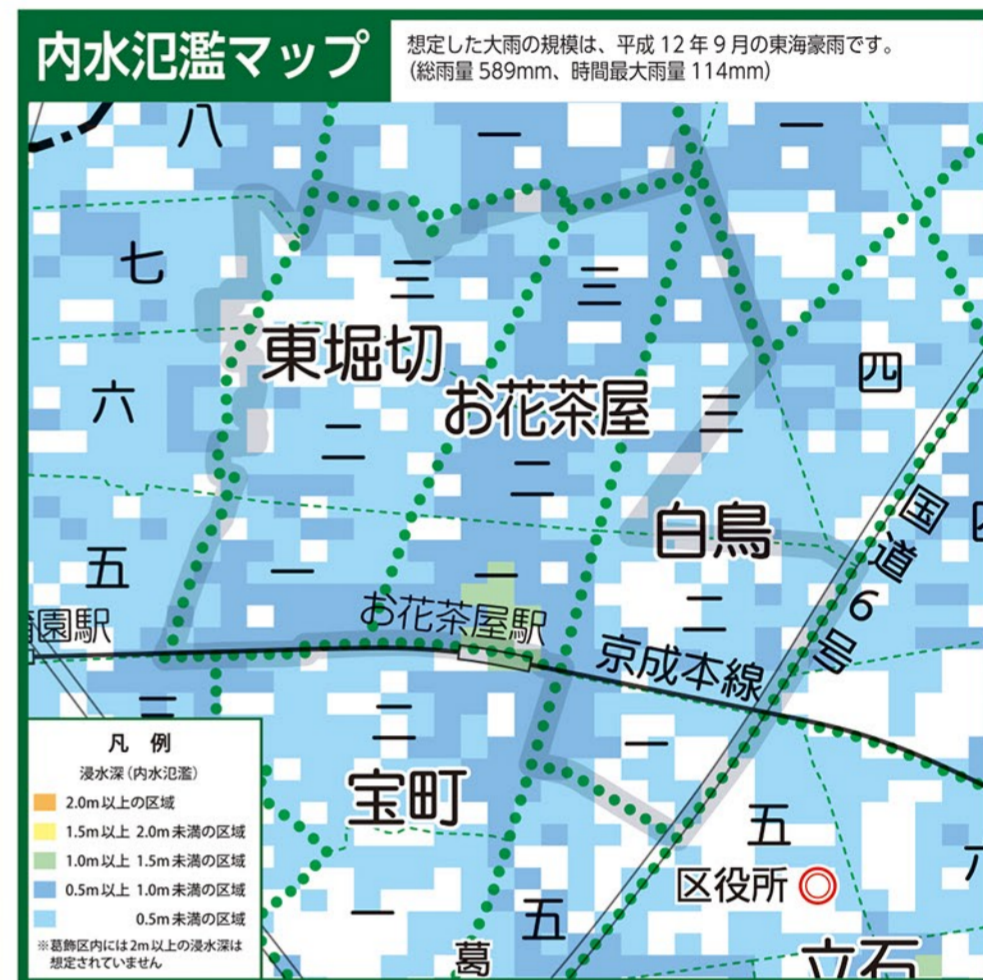 内水氾濫マップ
想定した大雨の規模は、平成12年9月の東海豪雨です。
(総雨量589mm、時間最大雨量114mm)
八
一
一
七
三
三
東堀切
四
六
お花茶屋
三
二
二
白鳥
国道6号
五
一
一
園駅
お花茶屋駅
二
京成本線
三
二
一
宝町
五
区役所
一
五
葛
立石
凡 例
浸水深(内水氾濫)
2.0m以上の区域
1.5m以上 2.0m未満の区域
1.0m以上 1.5m未満の区域
0.5m以上 1.0m未満の区域
0.5m未満の区域
※葛飾区内には2m以上の浸水深は
想定されていません